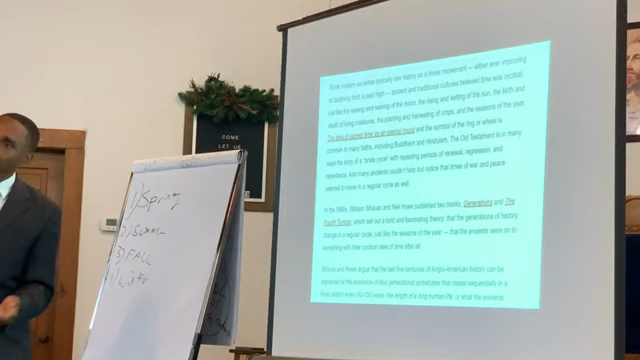 COME
LET US
1) Spring
2) Summer
3) FALL
While modern societies typically see history as a linear movement — either ever improving
or declining from a past high — ancient and traditional cultures believed time was cyclical,
just like the waxing and waning of the moon, the rising and setting of the sun, the birth and
death of living creatures, the planting and harvesting of crops, and the seasons of the year.
The idea of sacred time as an eternal round and the symbol of the ring or wheel is
common to many faiths, including Buddhism and Hinduism. The Old Testament is in many
ways the story of a "pride cycle" with repeating periods of renewal, regression, and
repentance. And many ancients couldn't help but notice that times of war and peace
seemed to move in a regular cycle as well.
In the 1990s, William Strauss and Neil Howe published two books, Generations and The
Fourth Turning, which set out a bold and fascinating theory: that the generations of history
change in a regular cycle, just like the seasons of the year — that the ancients were on to
something with their cyclical view of time after all.
Strauss and Howe argue that the last five centuries of Anglo-American history can be
explained by the existence of four generational archetypes that repeat sequentially in a
fixed pattern every 80-100 years, the length of a long human life, or what the ancients